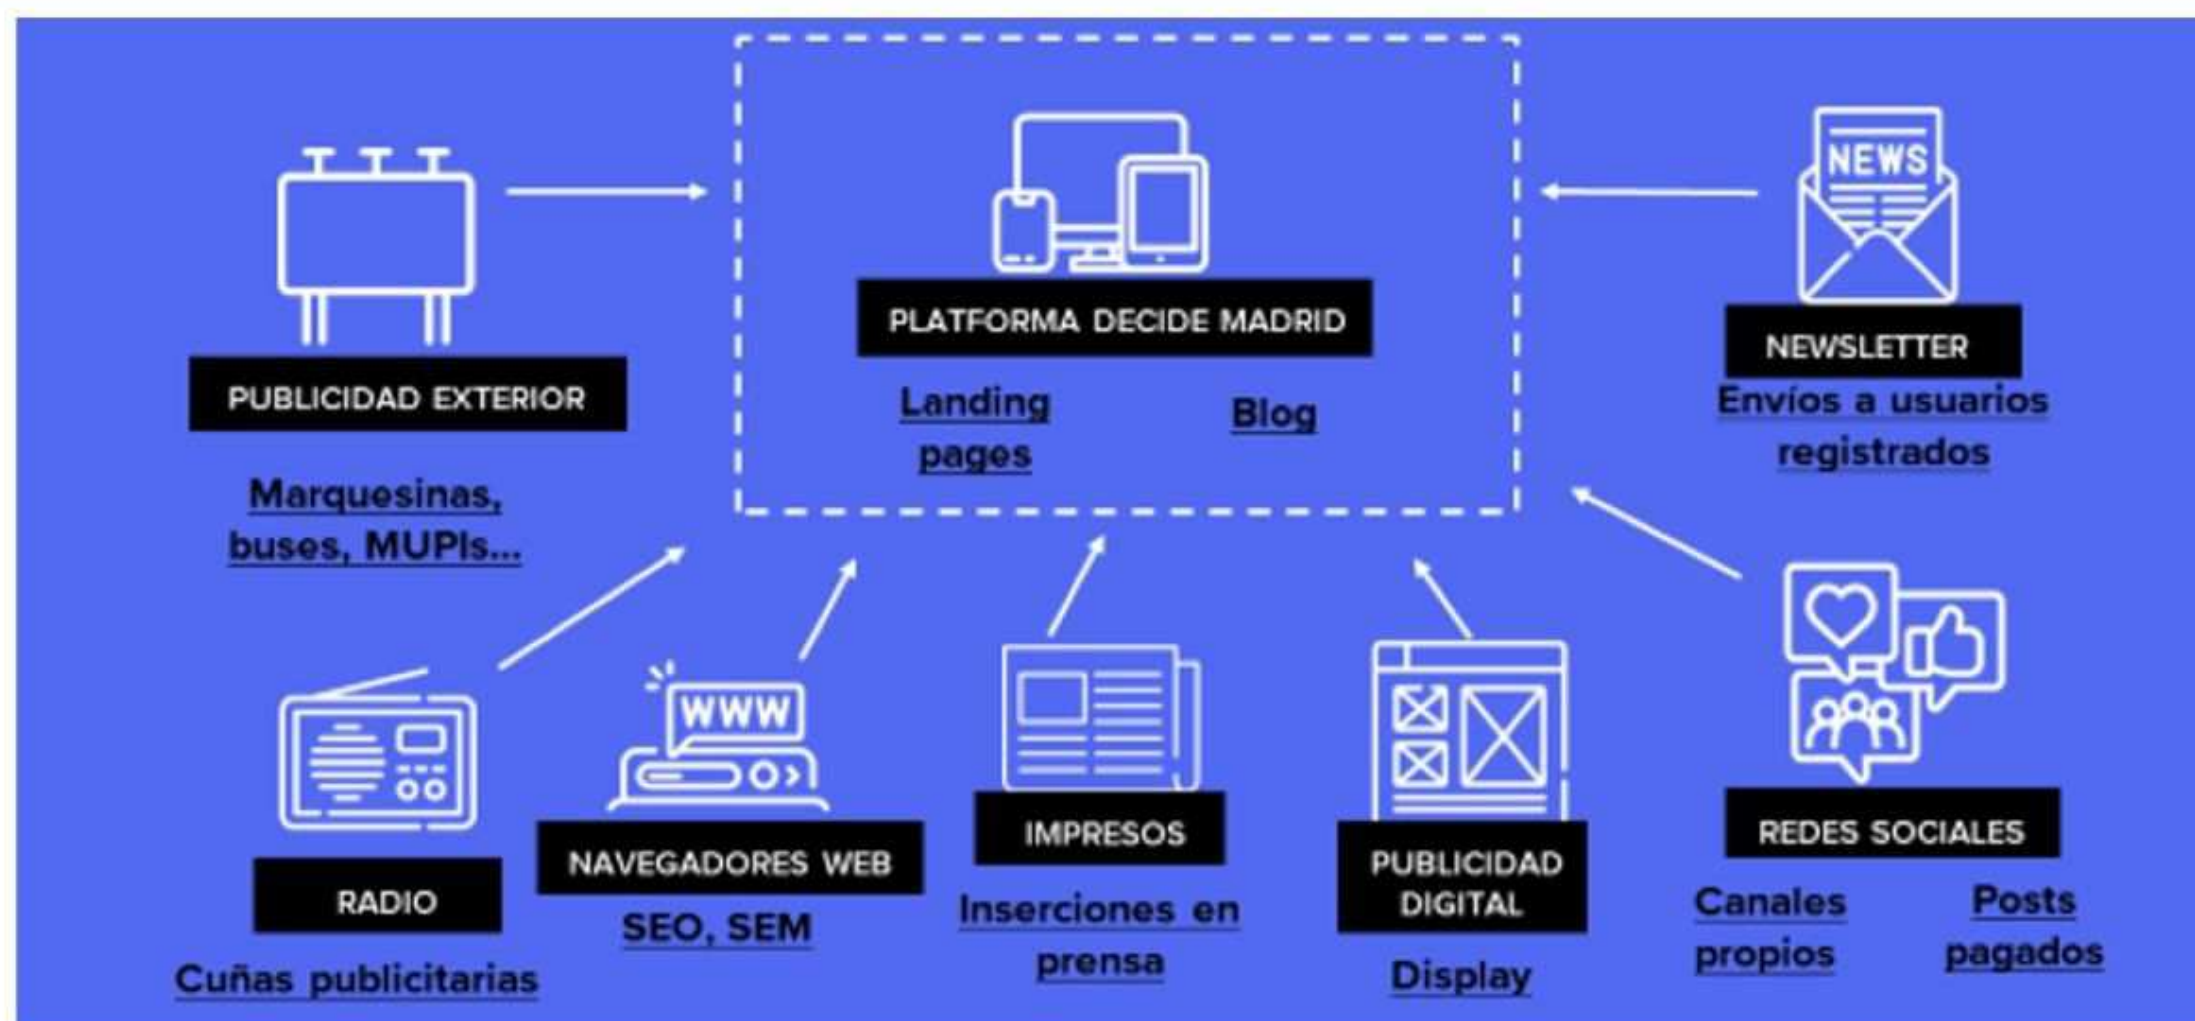 NEWS
PLATFORMA DECIDE MADRID
NEWSLETTER
PUBLICIDAD EXTERIOR
Landing
pages
Blog
Envíos a usuarios
registrados
Marquesinas,
buses, MUPIs...
WWW
RADIO
Cuñas publicitarias
NAVEGADORES WEB
SEO, SEM
IMPRESOS
Inserciones en
prensa
PUBLICIDAD
DIGITAL
Display
REDES SOCIALES
Canales
propios
Posts
pagados